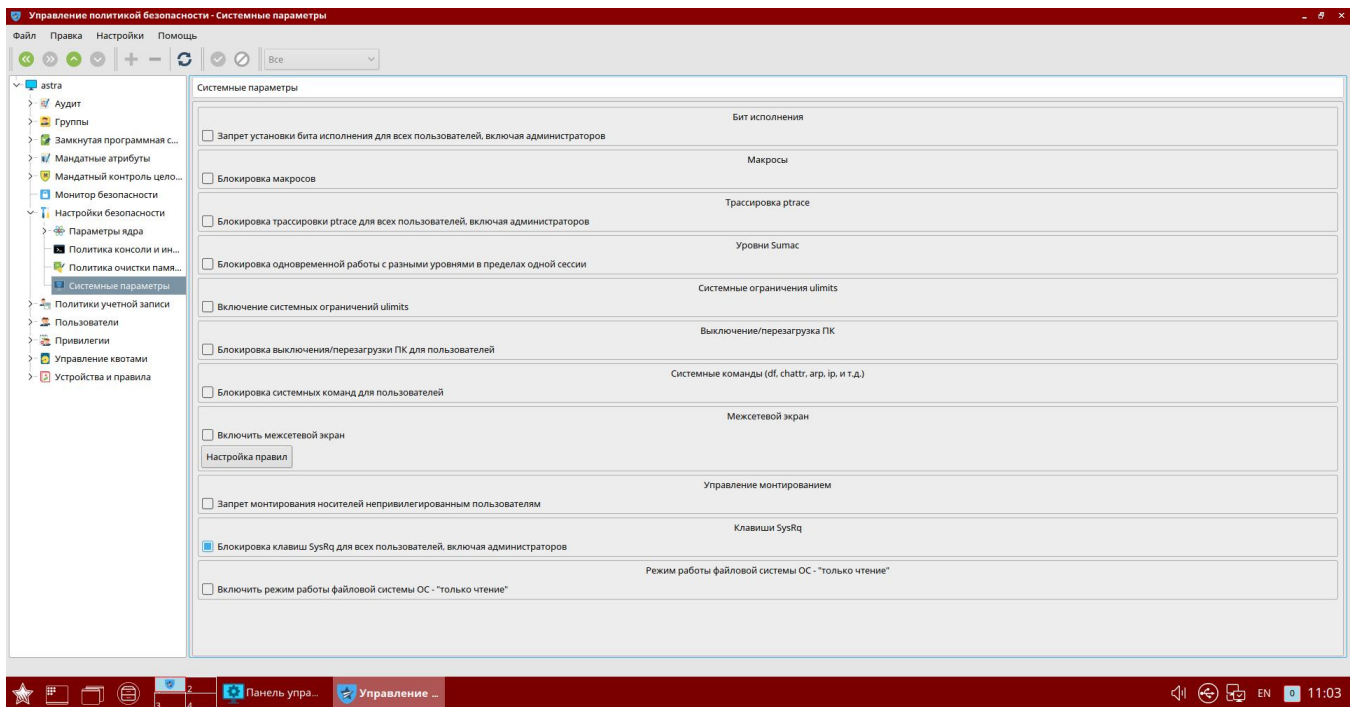 Управление политикой безопасности - Системные параметры
Файл Правка Настройки Помощь
Все
astra
Аудит
Группы
Замкнутая программная с...
Мандатные атрибуты
Мандатный контроль цело...
Монитор безопасности
Настройки безопасности
Параметры ядра
Политика консоли и ин...
Политика очистки памя...
Системные параметры
Политики учетной записи
Пользователи
Привилегии
Управление квотами
Устройства и правила
Системные параметры
Бит исполнения
Запрет установки бита исполнения для всех пользователей, включая администраторов
Макросы
Блокировка макросов
Трассировка ptrace
Блокировка трассировки ptrace для всех пользователей, включая администраторов
Уровни Sumac
Блокировка одновременной работы с разными уровнями в пределах одной сессии
Системные ограничения ulimits
Включение системных ограничений ulimits
Выключение/перезагрузка ПК
Блокировка выключения/перезагрузки ПК для пользователей
Системные команды (df, chattr, arp, ip, и т.д.)
Блокировка системных команд для пользователей
Межсетевой экран
Включить межсетевой экран
Настройка правил
Управление монтированием
Запрет монтирования носителей непривилегированным пользователям
Клавиши SysRq
Блокировка клавиш SysRq для всех пользователей, включая администраторов
Режим работы файловой системы ОС - "только чтение"
Включить режим работы файловой системы ОС - "только чтение"
2
3 4
Панель упра...
Управление ...
EN 0 11:03